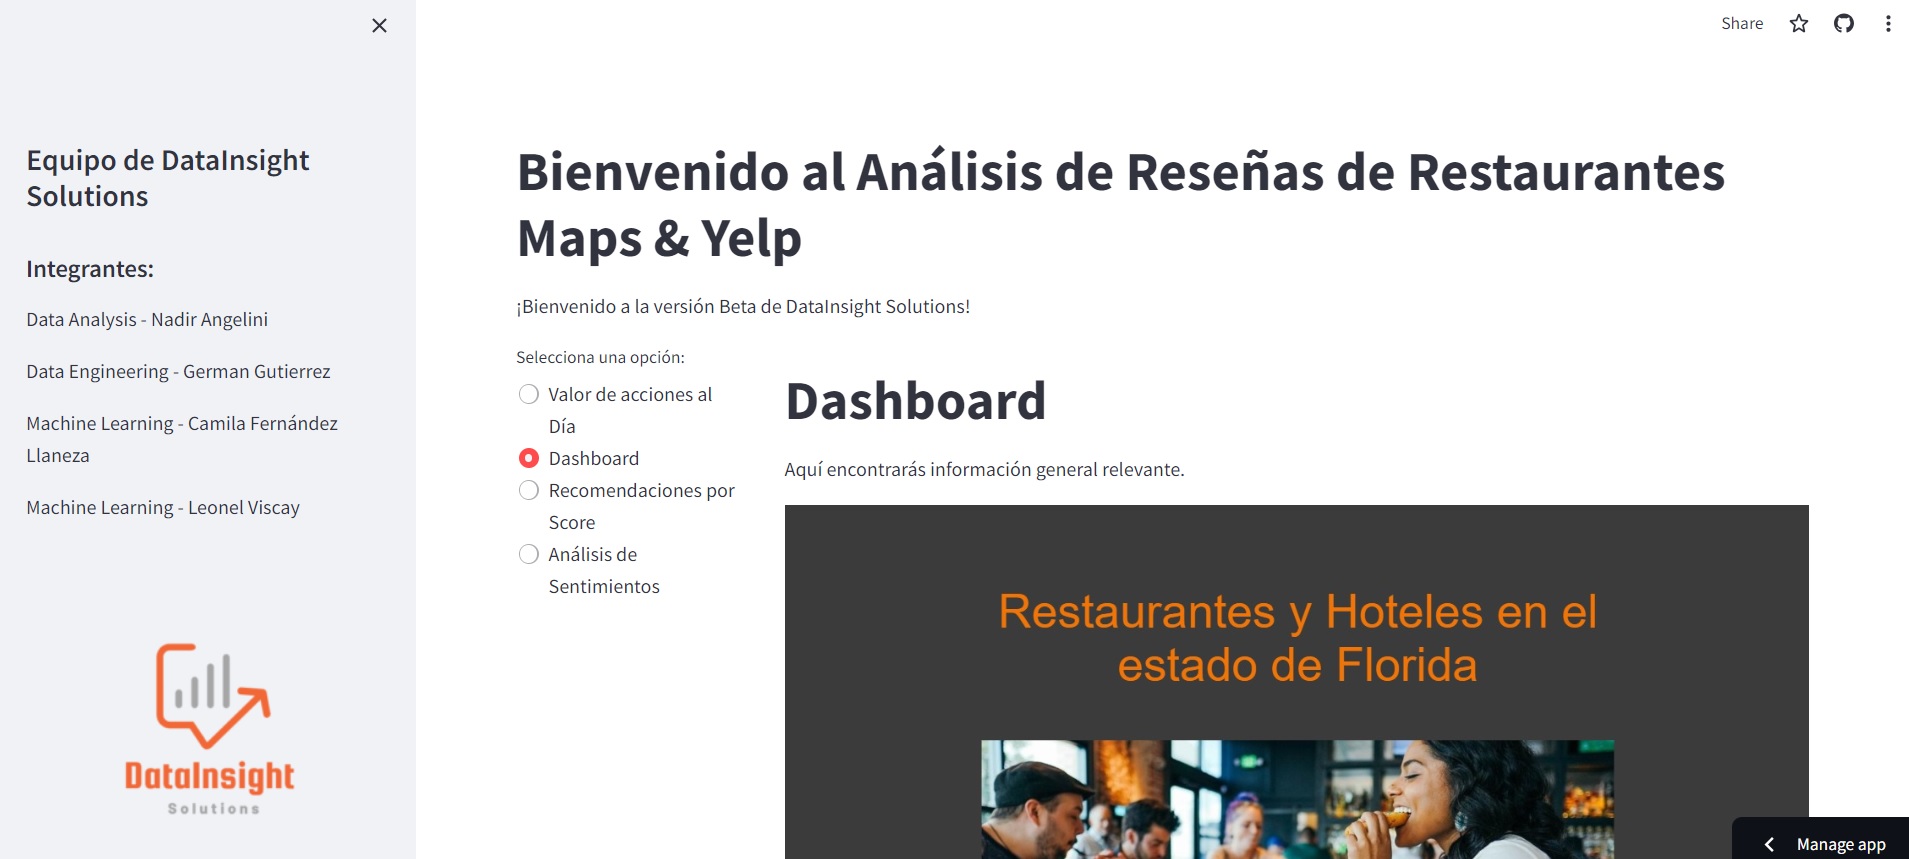 Equipo de DataInsight
Solutions
Integrantes:
Data Analysis - Nadir Angelini
Data Engineering - German Gutierrez
Machine Learning - Camila Fernández
Llaneza
Machine Learning - Leonel Viscay
DataInsight
Solutions
Share
Bienvenido al Análisis de Reseñas de Restaurantes
Maps & Yelp
¡Bienvenido a la versión Beta de DataInsight Solutions!
Selecciona una opción:
Valor de acciones al
Día
Dashboard
Recomendaciones por
Score
Análisis de
Sentimientos
Dashboard
Aquí encontrarás información general relevante.
Restaurantes y Hoteles en el
estado de Florida
Manage app